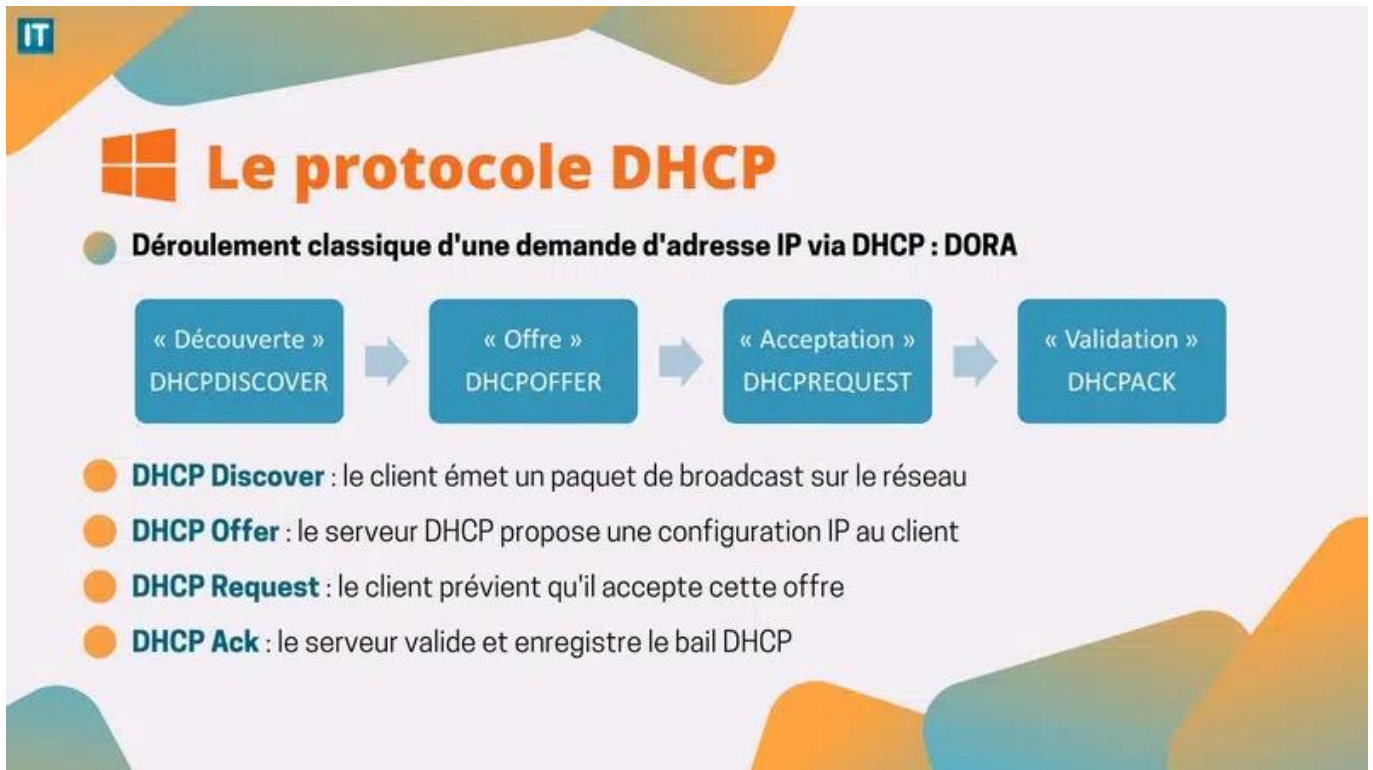 IT
Le protocole DHCP
Déroulement classique d'une demande d'adresse IP via DHCP : DORA
« Découverte »
DHCPDISCOVER
« Offre »
DHCPOFFER
« Acceptation »
DHCPREQUEST
« Validation »
DHCPACK
DHCP Discover : le client émet un paquet de broadcast sur le réseau
DHCP Offer : le serveur DHCP propose une configuration IP au client
DHCP Request : le client prévient qu'il accepte cette offre
DHCP Ack : le serveur valide et enregistre le bail DHCP